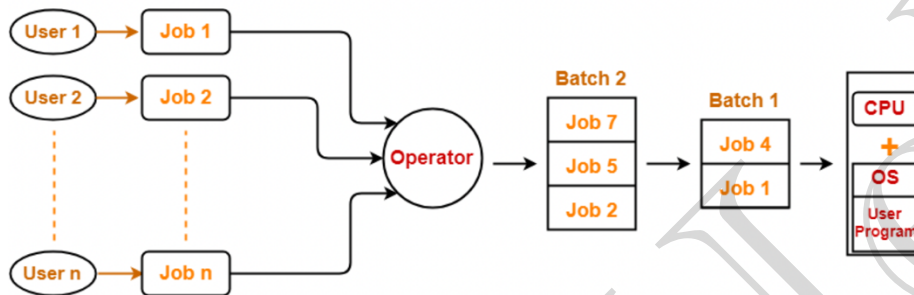 User 1
Job 1
User 2
Job 2
User n
Job n
Operator
Batch 2
Job 7
Job 5
Job 2
Batch 1
Job 4
Job 1
CPU
+
OS
User
Program